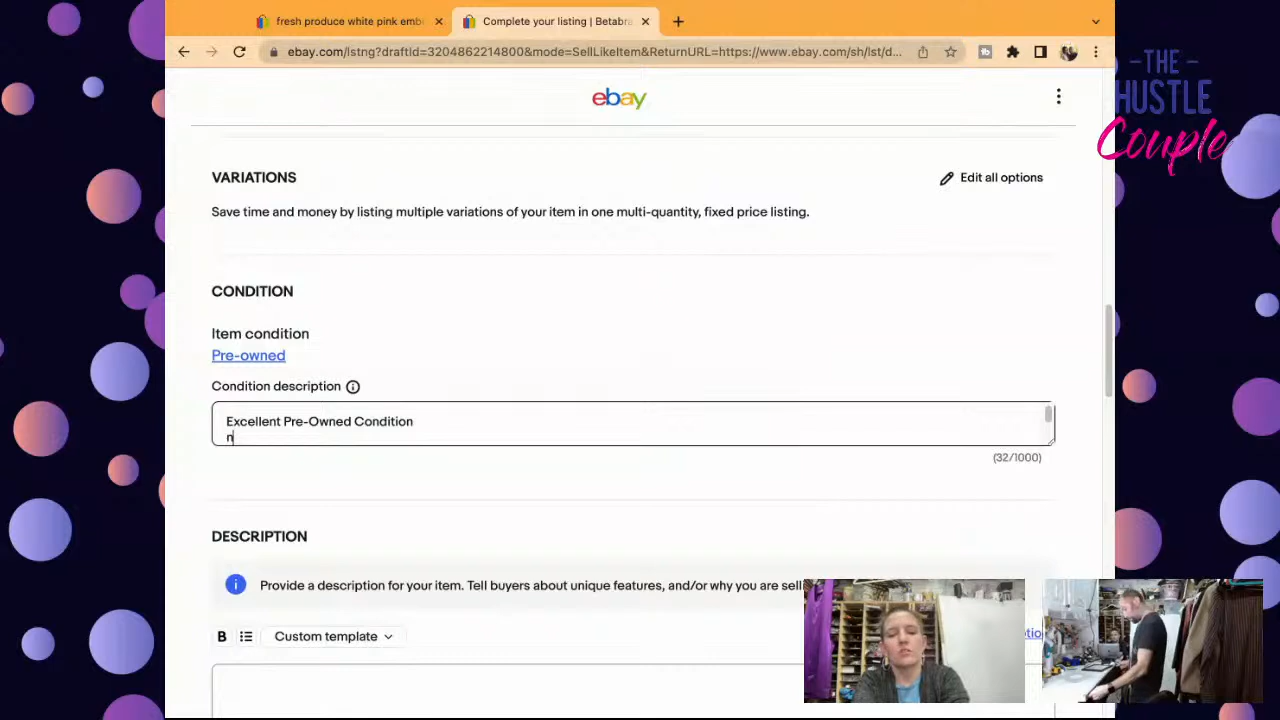 fresh produce white pink emb
Complete your listing | Betabra
ebay.com/lstng?draftId=3204862214800&mode=SellLikeItem&ReturnURL=https://www.ebay.com/sh/lst/d...
-THE-
HUSTLE
Couple
ebay
VARIATIONS
Edit all options
Save time and money by listing multiple variations of your item in one multi-quantity, fixed price listing.
CONDITION
Item condition
Pre-owned
Condition description
Excellent Pre-Owned Condition
n
(32/1000)
DESCRIPTION
Provide a description for your item. Tell buyers about unique features, and/or why you are sell
B
Custom template